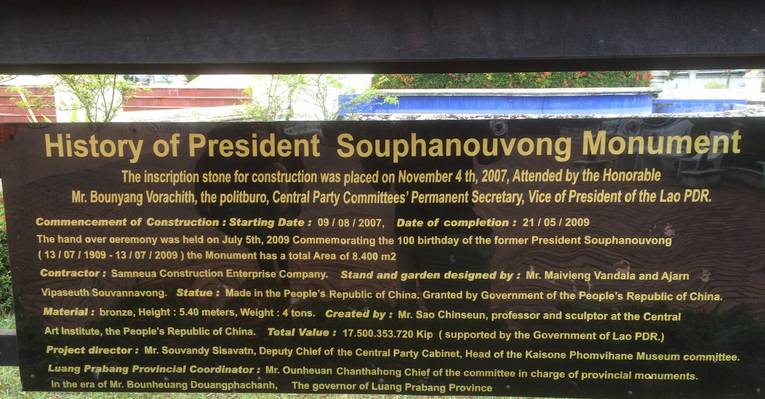 History of President Souphanouvong Monument
The inscription stone for construction was placed on November 4 th, 2007, Attended by the Honorable
Mr. Bounyang Vorachith, the politburo, Central Party Committees' Permanent Secretary, Vice of President of the Lao PDR.
Commencement of Construction : Starting Date : 09 / 08 / 2007, Date of completion : 21 / 05 / 2009
The hand over ceremony was held on July 5th, 2009 Commemorating the 100 birthday of the former President Souphanouvong
( 13 / 07 / 1909 - 13 / 07 / 2009 ) the Monument has a total Area of 8.400 m2
Contractor : Samneua Construction Enterprise Company. Stand and garden designed by : Mr. Maivieng Vandala and Ajarn
Vipaseuth Souvannavong. Statue : Made in the People's Republic of China. Granted by Government of the People's Republic of China.
Material : bronze, Height : 5.40 meters, Weight : 4 tons. Created by : Mr. Sao Chinseun, professor and sculptor at the Central
Art Institute, the People's Republic of China. Total Value : 17.500.353.720 Kip ( supported by the Government of Lao PDR.)
Project director : Mr. Souvandy Sisavatn, Deputy Chief of the Central Party Cabinet, Head of the Kaisone Phomvihane Museum committee.
Luang Prabang Provincial Coordinator : Mr. Ounheuan Chanthahong Chief of the committee in charge of provincial monuments.
In the era of Mr. Bounheuang Douangphachanh, The governor of Luang Prabang Province